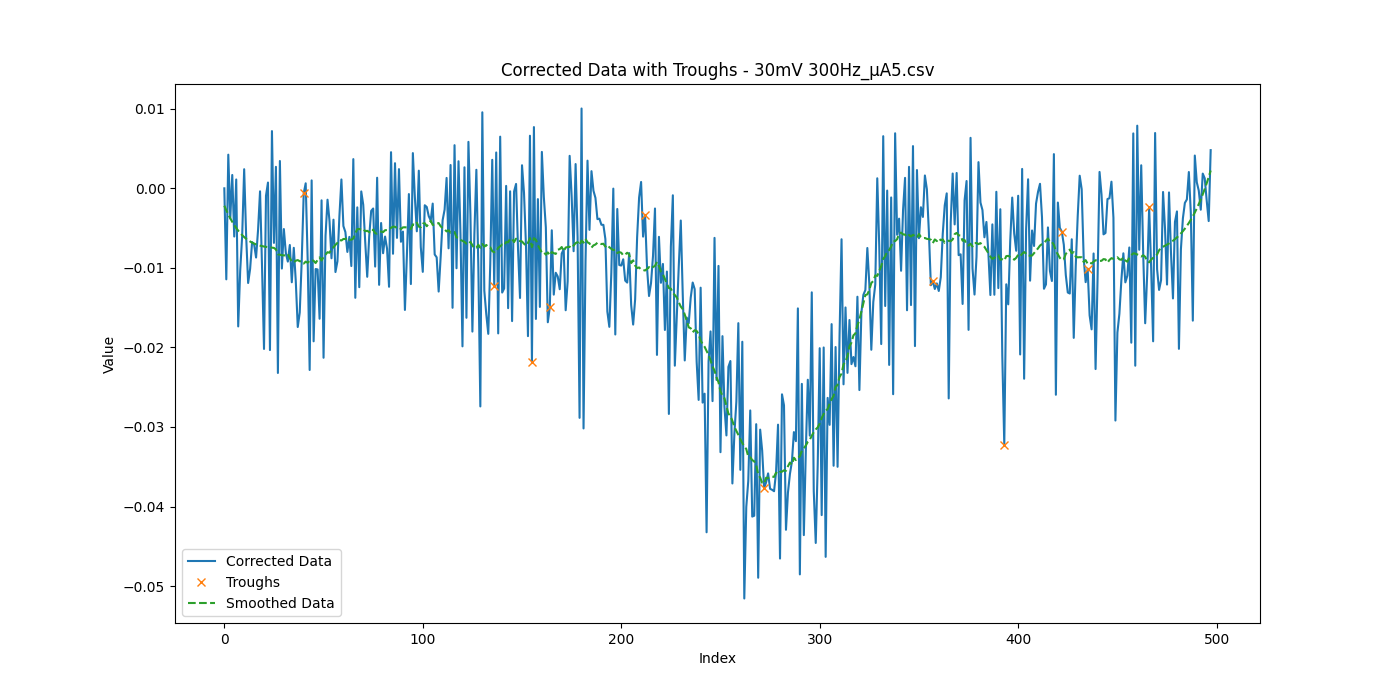 Corrected Data with Troughs - 30mV 300Hz_μA5.csv
0.01
0.00
−0.01
−0.02
−0.03
−0.04
−0.05
Value
Corrected Data
Troughs
Smoothed Data
0
100
200
300
400
500
Index